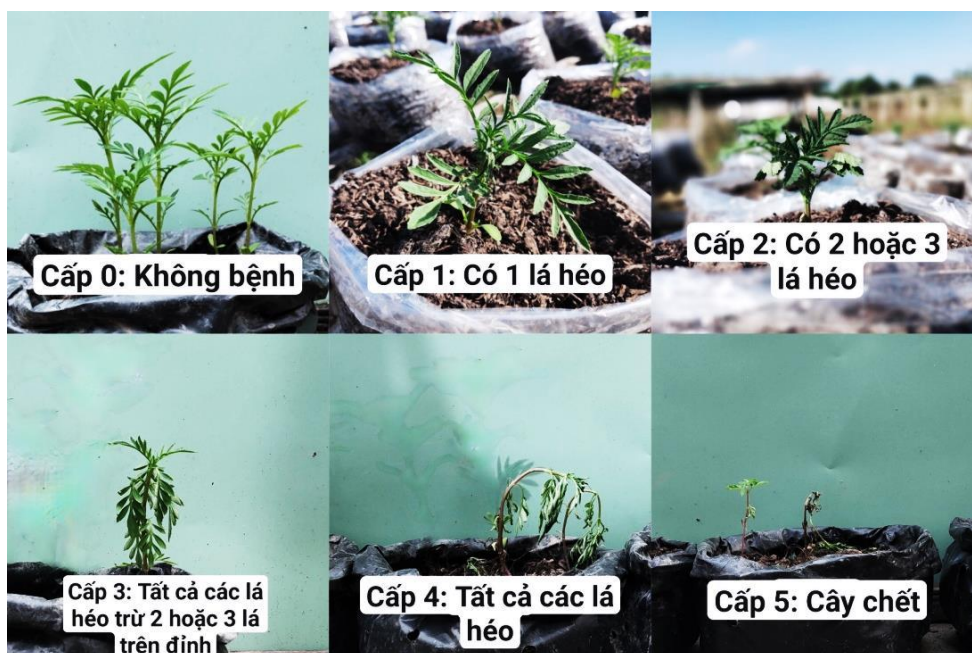 Cấp 0: Không bệnh
Cấp 1: Có 1 lá héo
Cấp 2: Có 2 hoặc 3
lá héo
Cấp 3: Tất cả các lá
héo trừ 2 hoặc 3 lá
trên đỉnh
Cấp 4: Tất cả các lá
héo
Cấp 5: Cây chết